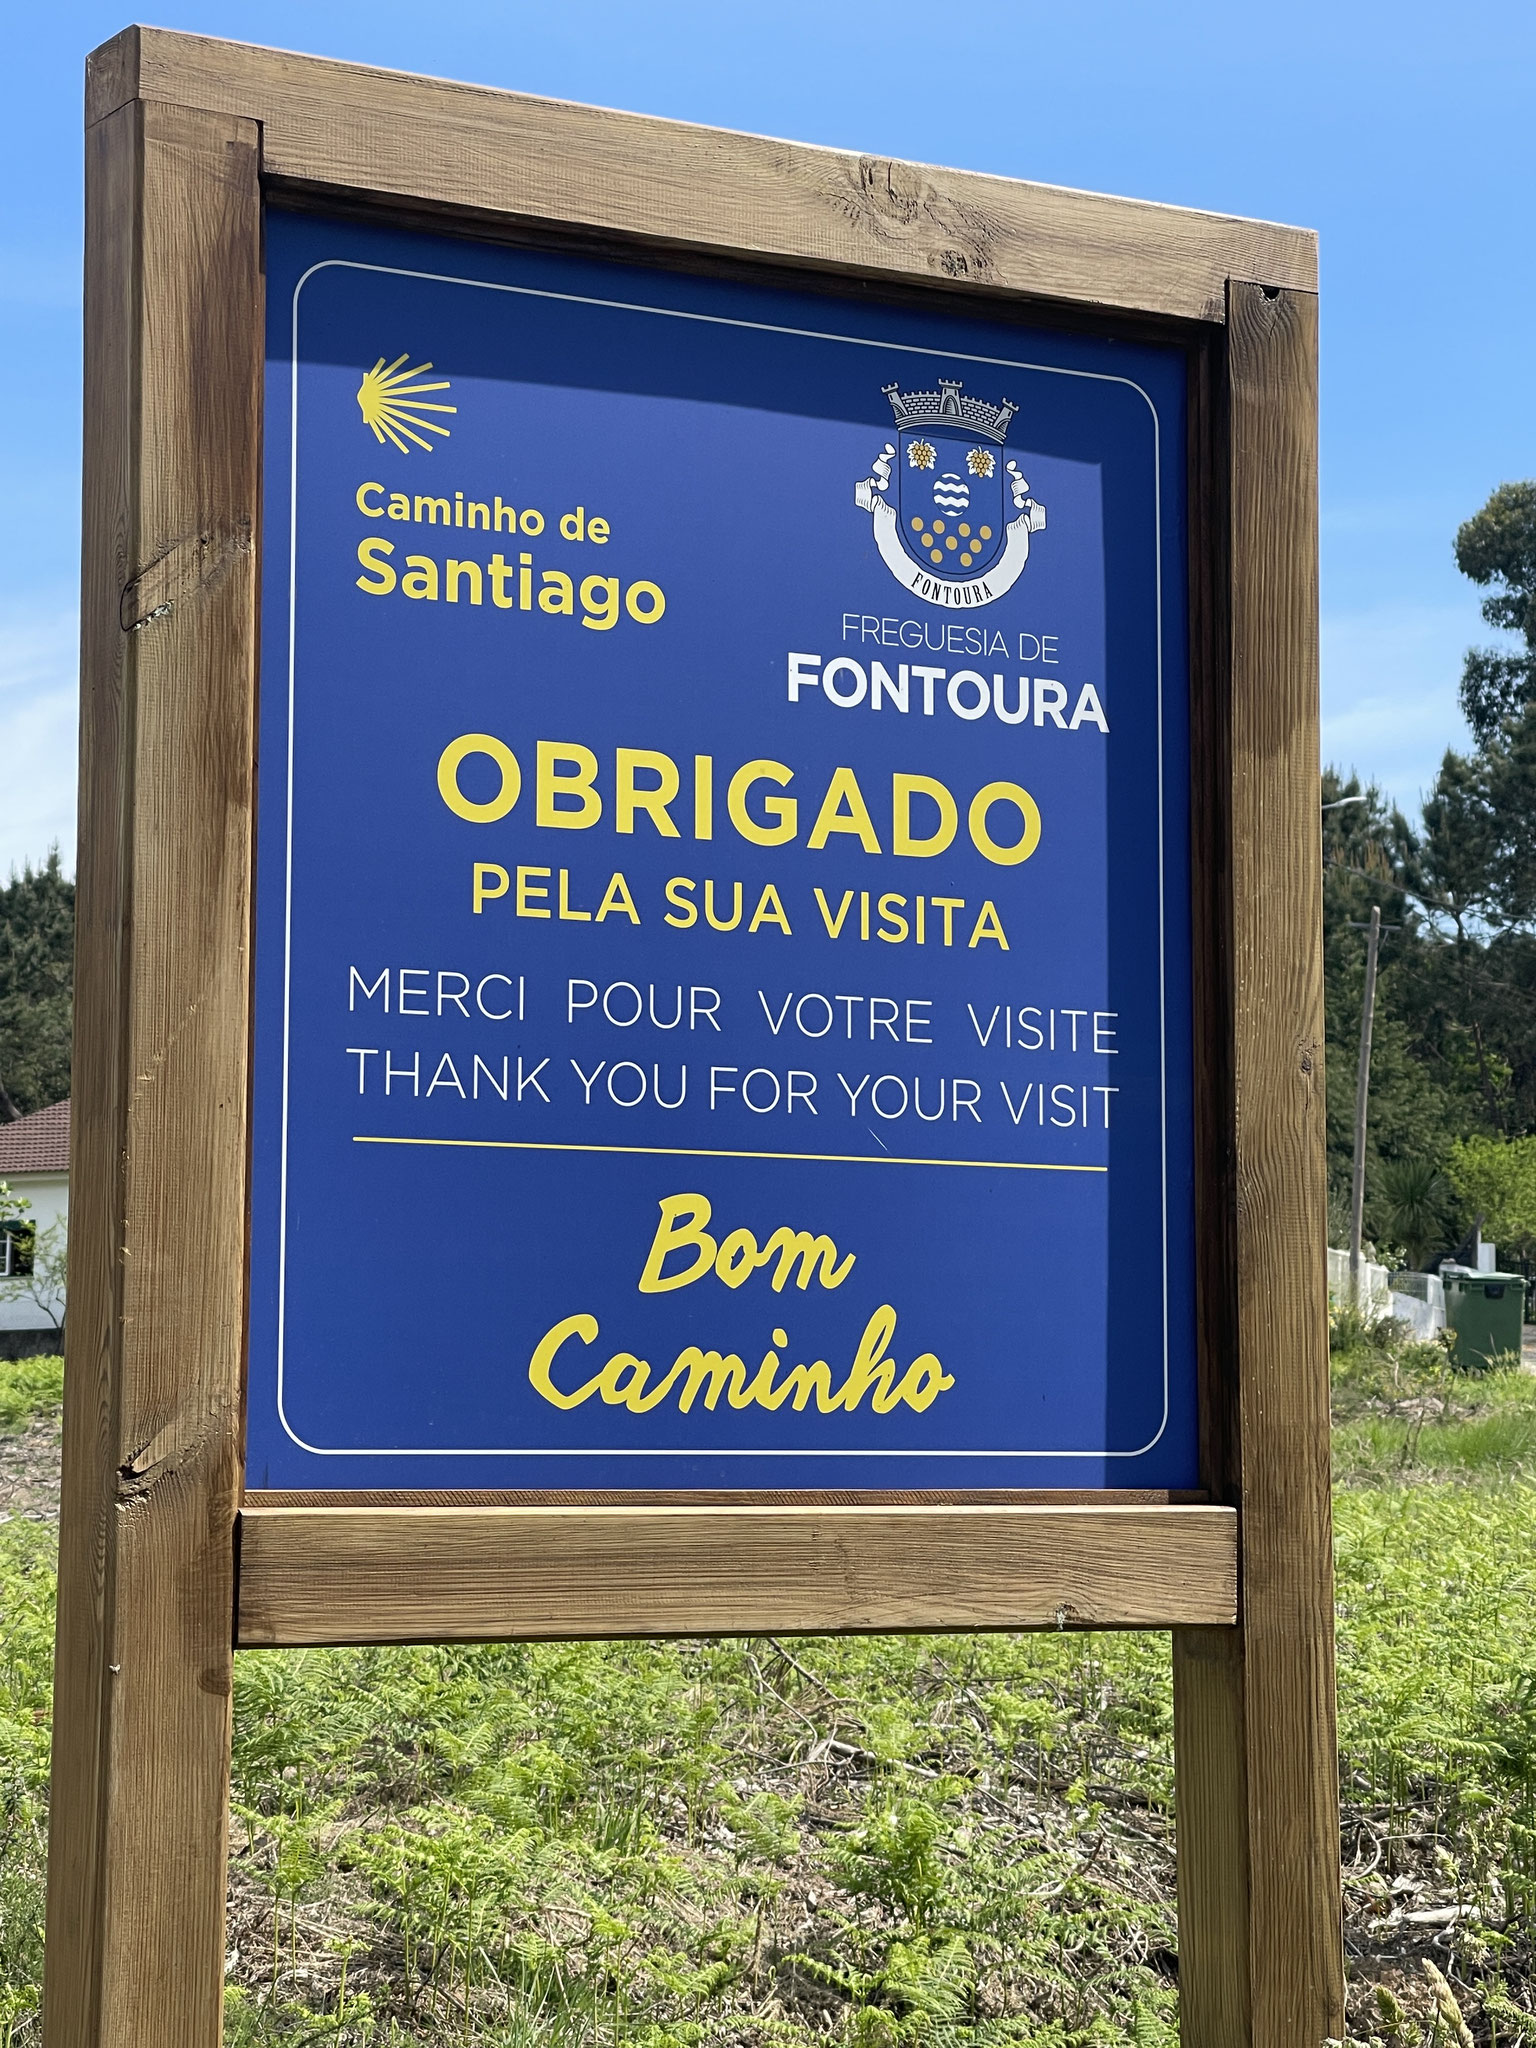 Caminho de
Santiago
FONTOURA
FREGUESIA DE
FONTOURA
OBRIGADO
PELA SUA VISITA
MERCI POUR VOTRE VISITE
THANK YOU FOR YOUR VISIT
Bom
Caminho